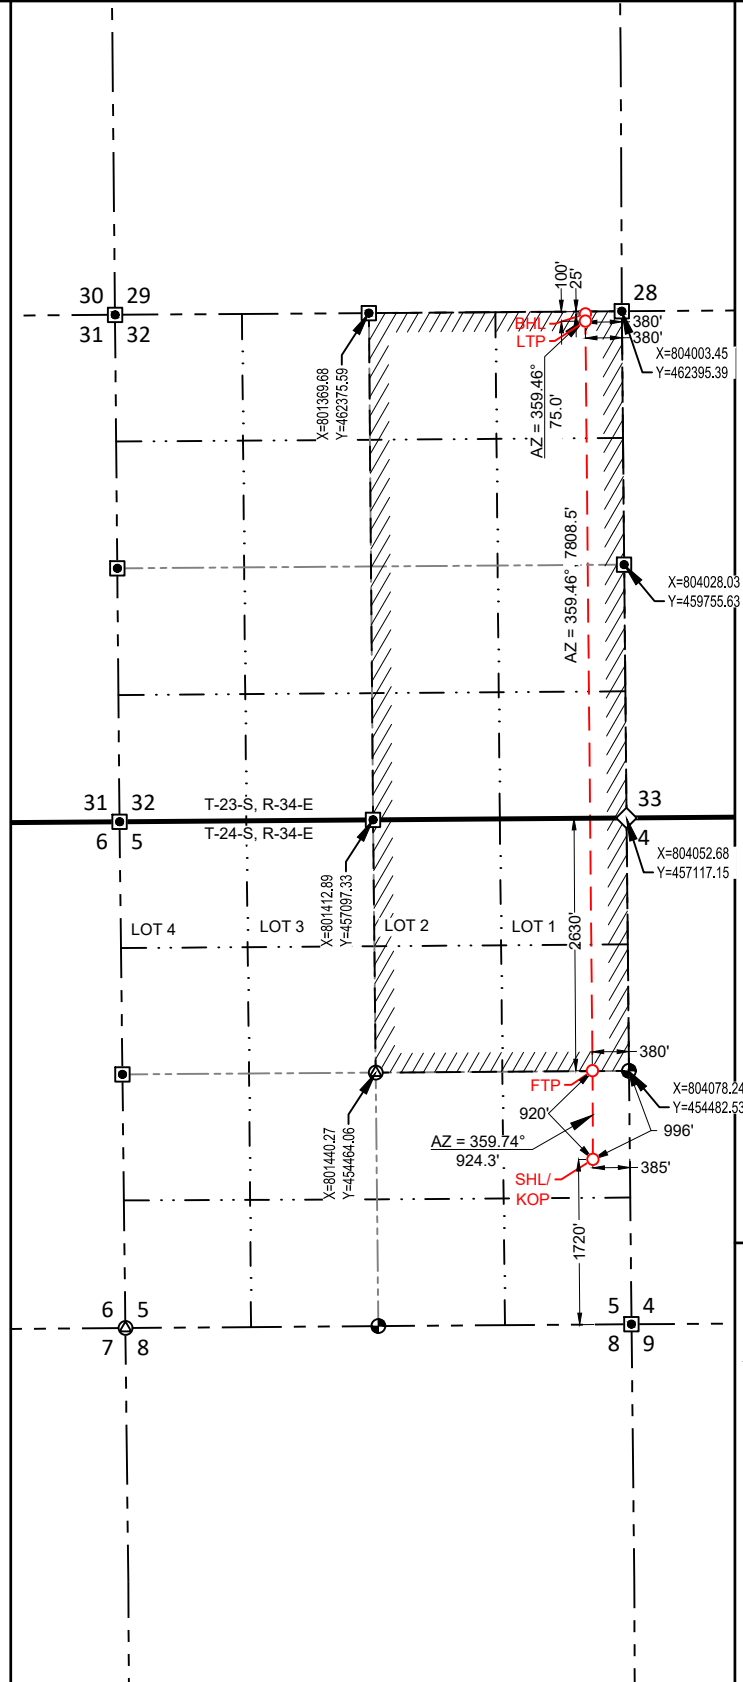 30 29
28
31 32
100'
25'
BHL
LTP
380'
380'
X=804003.45
Y=462395.39
X=801369.68
Y=462375.59
AZ = 359.46°
75.0'
AZ = 359.46° 7808.5'
X=804028.03
Y=459755.63
31 32
T-23-S, R-34-E
33
6 5
T-24-S, R-34-E
4
X=804052.68
Y=457117.15
X=801412.89
Y=457097.33
LOT 4
LOT 3
LOT 2
LOT 1
2630'
380'
FTP
X=804078.24
Y=454482.53
920'
996'
AZ = 359.74°
924.3'
X=801440.27
Y=454464.06
SHL/
KOP
385'
1720'
6 5
5 4
7 8
8 9